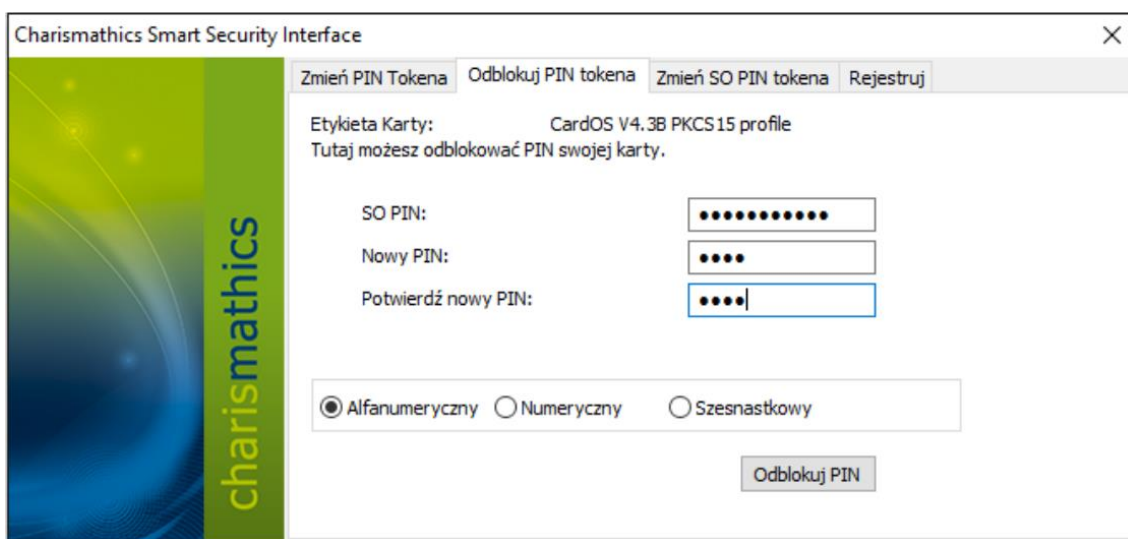 Charismathics Smart Security Interface
Zmień PIN Tokena Odblokuj PIN tokena Zmień SO PIN tokena Rejestruj
Etykieta Karty: CardOS V4.3B PKCS15 profile
Tutaj możesz odblokować PIN swojej karty.
SO PIN: •••••••••••
Nowy PIN: ••••
Potwierdź nowy PIN: ••••
Alfanumeryczny Numeryczny Szesnastkowy
Odblokuj PIN
charismathics